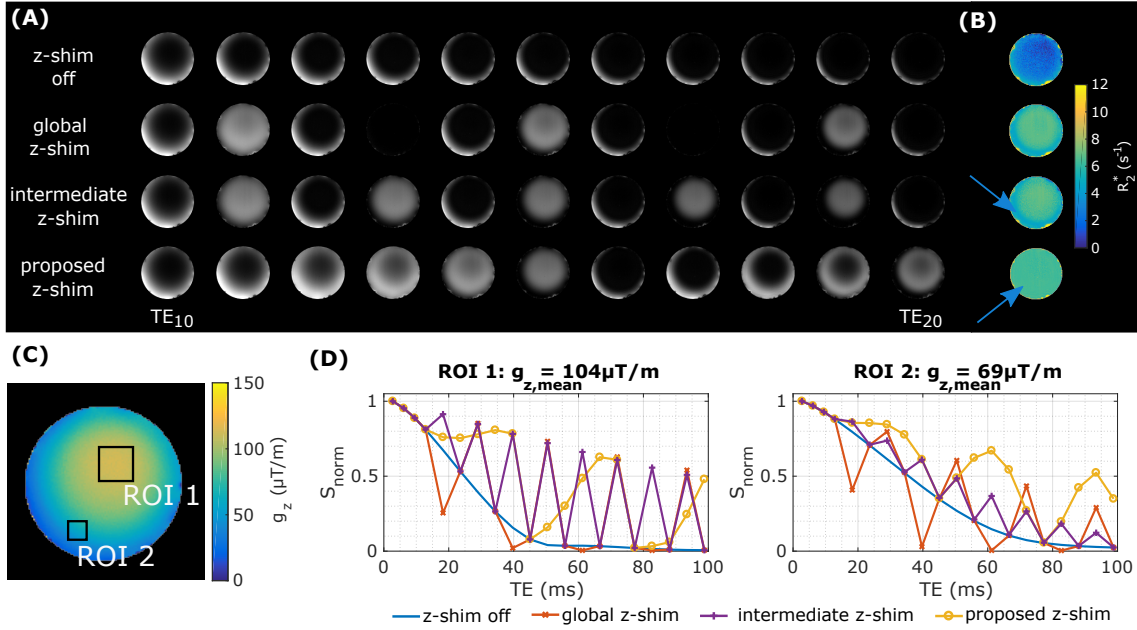 (A)
(B)
z-shim
off
global
z-shim
intermediate
z-shim
proposed
z-shim
TE10
TE20
12
10
8
6
4
2
0
R2* (s-1)
(C)
150
100
50
0
gz (µT/m)
ROI 1
ROI 2
(D)
ROI 1: gz,mean = 104µT/m
1
0.5
0
Snorm
0 20 40 60 80 100
TE (ms)
ROI 2: gz,mean = 69µT/m
1
0.5
0
Snorm
0 20 40 60 80 100
TE (ms)
z-shim off global z-shim intermediate z-shim proposed z-shim